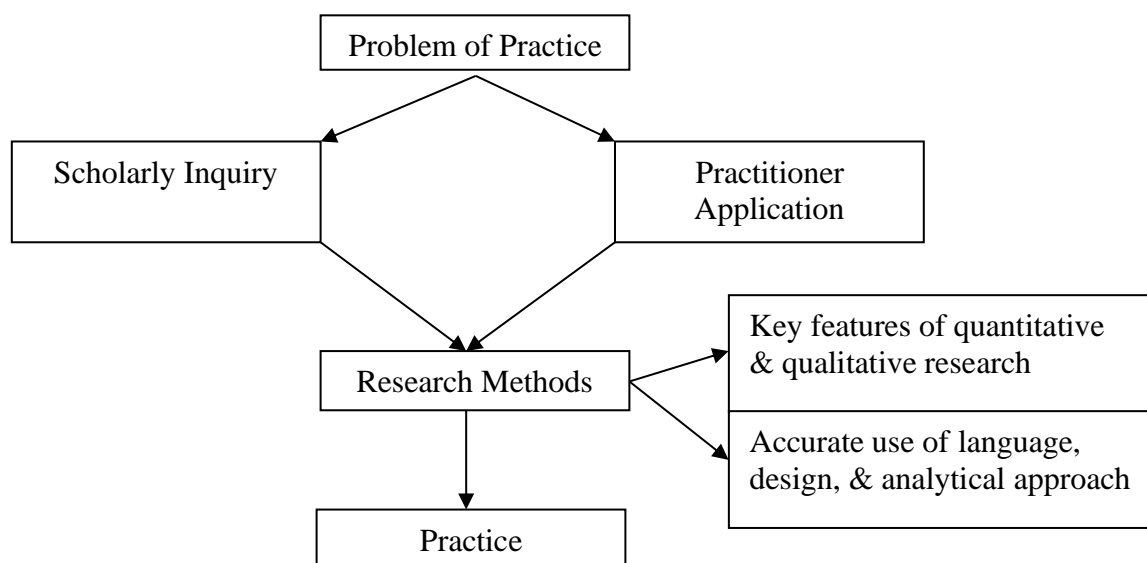 Problem of Practice
Scholarly Inquiry
Practitioner
Application
Research Methods
Key features of quantitative
& qualitative research
Accurate use of language,
design, & analytical approach
Practice